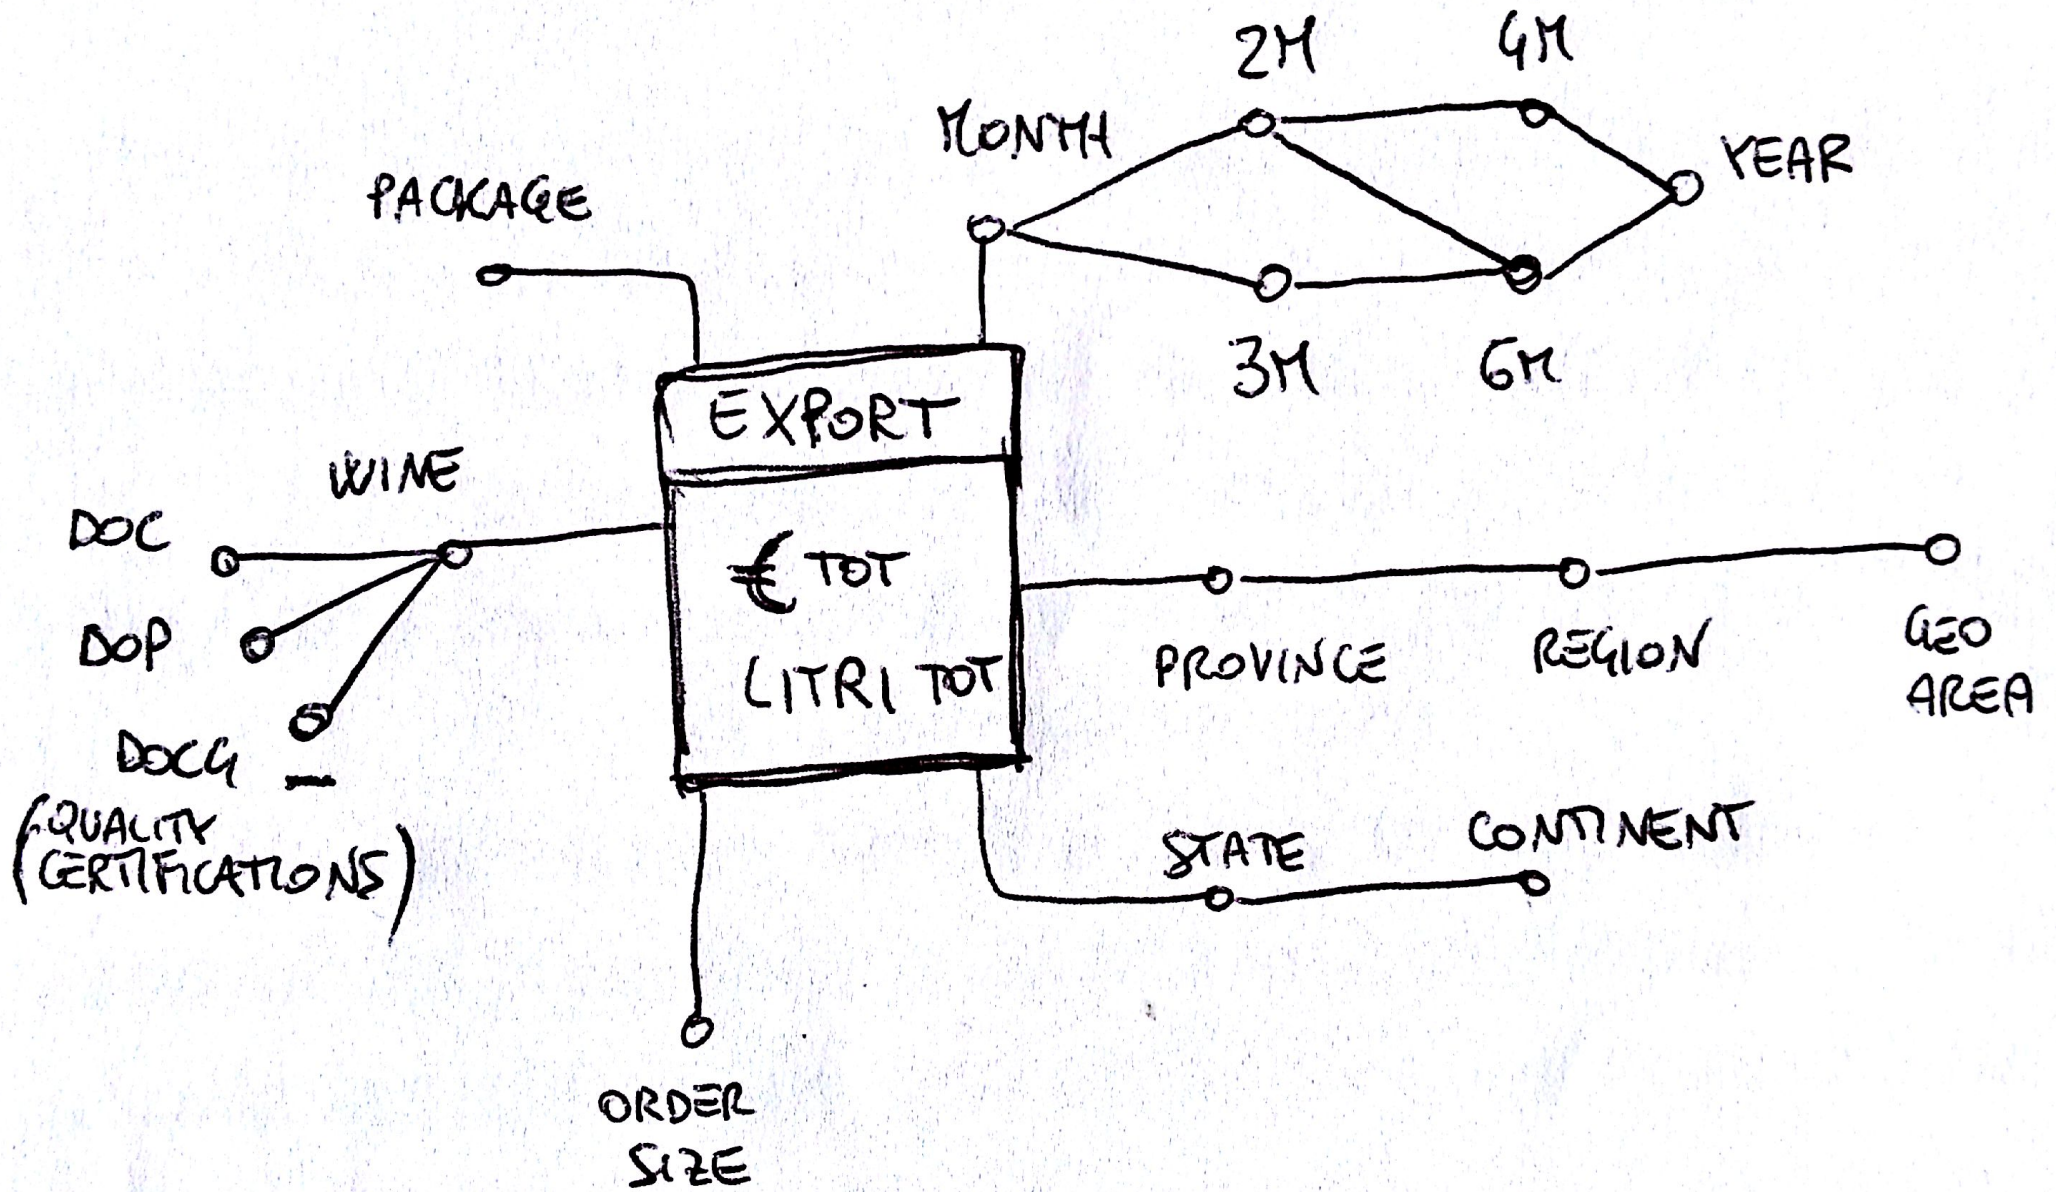 2M
4M
MONTH
YEAR
PACKAGE
3M
6M
EXPORT
WINE
DOC
€ TOT
DOP
LITRI TOT
PROVINCE
REGION
GEO
AREA
DOCG
(QUALITY
CERTIFICATIONS)
STATE
CONTINENT
ORDER
SIZE